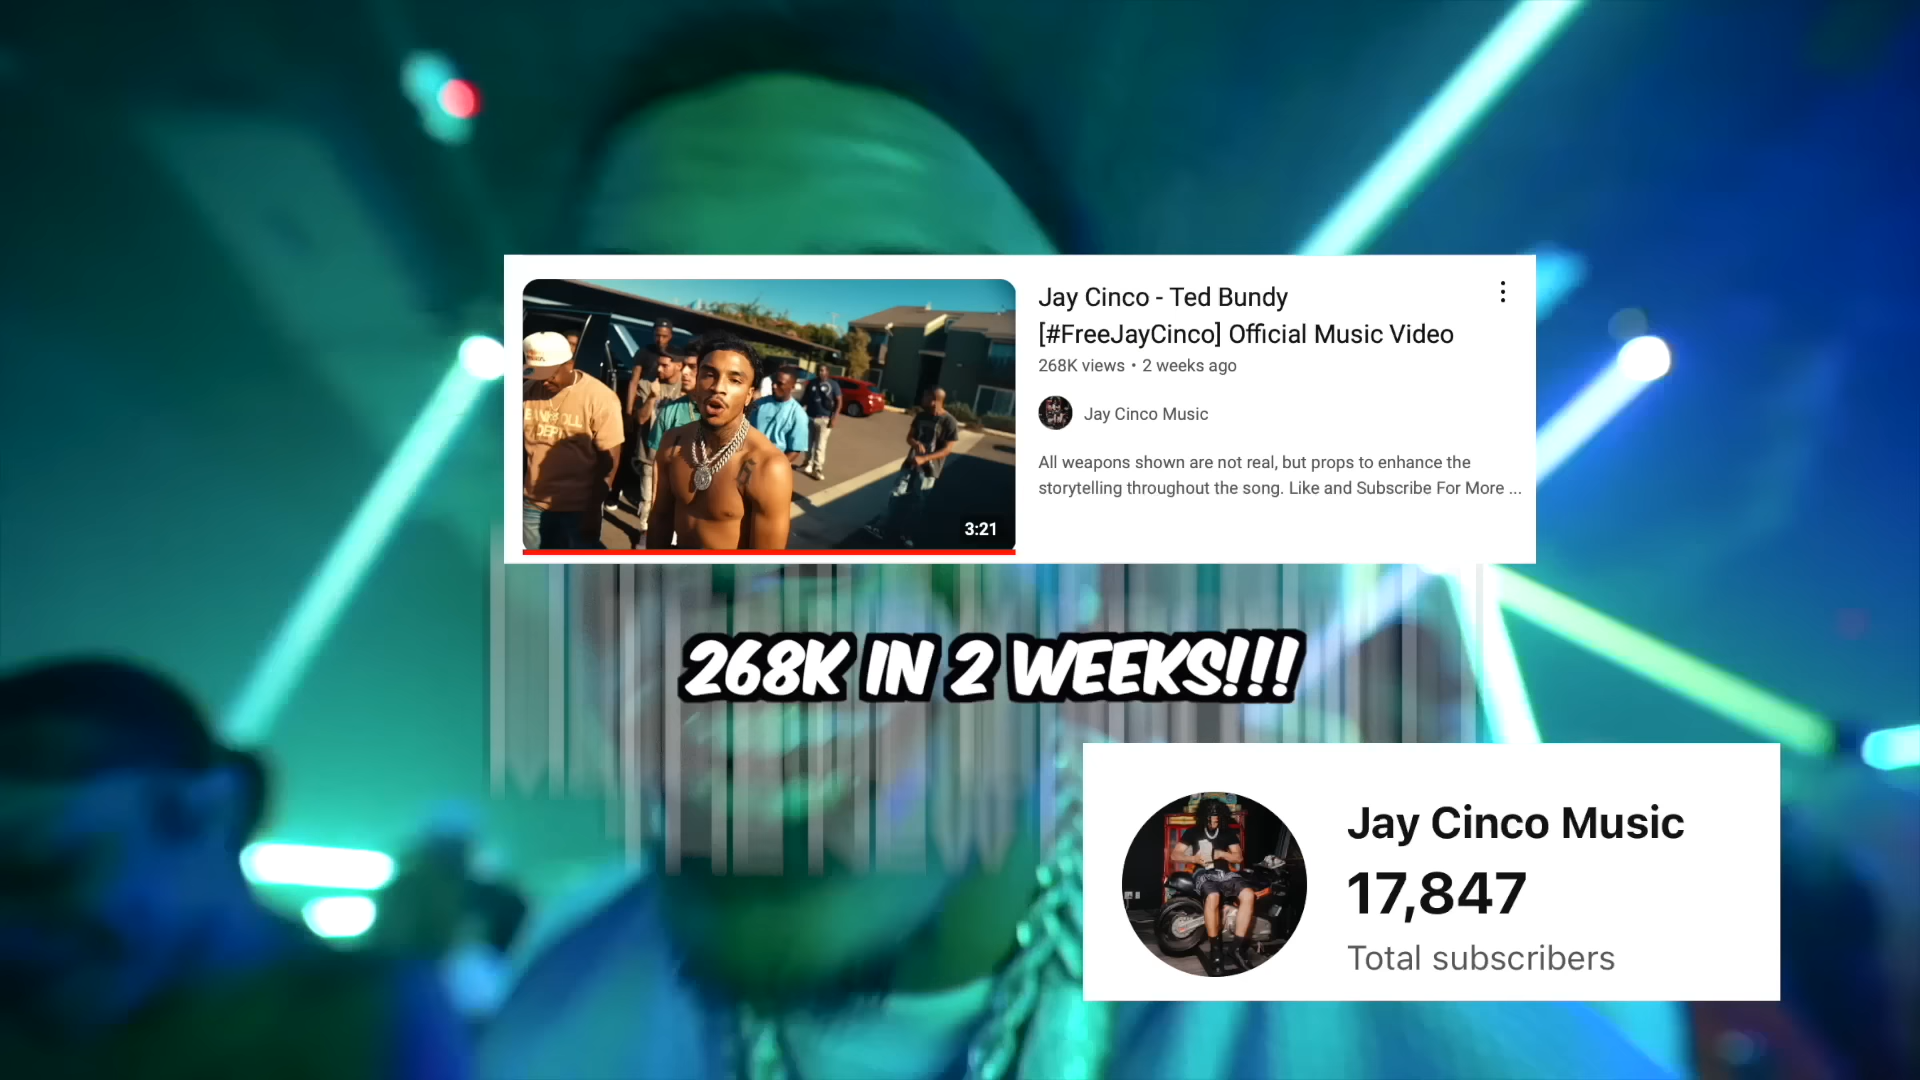 Jay Cinco - Ted Bundy
[#FreeJayCinco] Official Music Video
268K views • 2 weeks ago
Jay Cinco Music
All weapons shown are not real, but props to enhance the
storytelling throughout the song. Like and Subscribe For More ...
3:21
268K IN 2 WEEKS!!!
Jay Cinco Music
17,847
Total subscribers